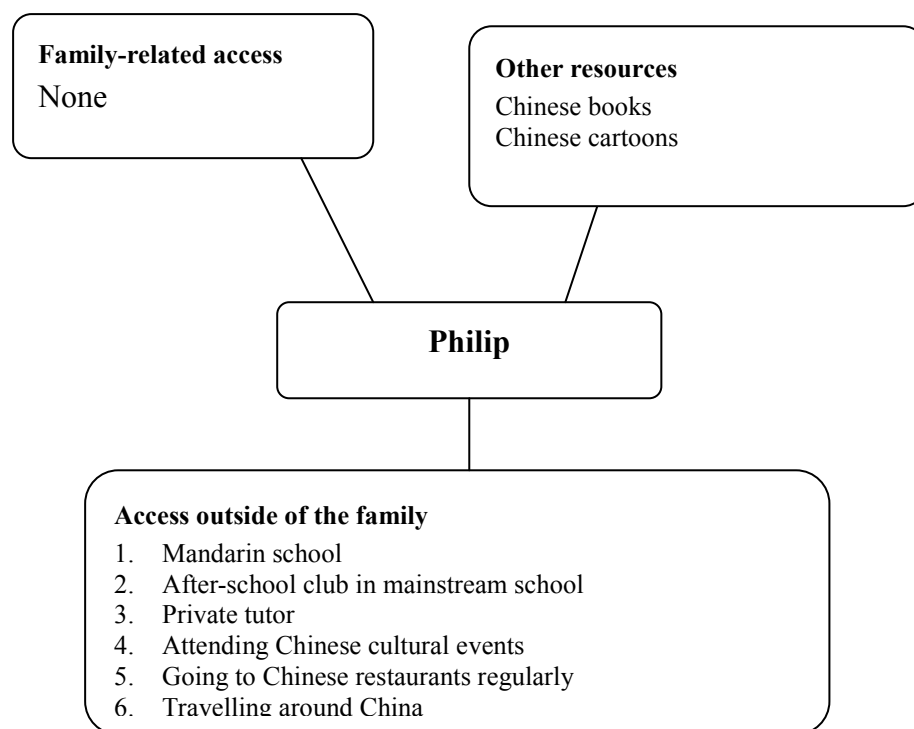 Family-related access
None
Other resources
Chinese books
Chinese cartoons
Philip
Access outside of the family
1. Mandarin school
2. After-school club in mainstream school
3. Private tutor
4. Attending Chinese cultural events
5. Going to Chinese restaurants regularly
6. Travelling around China